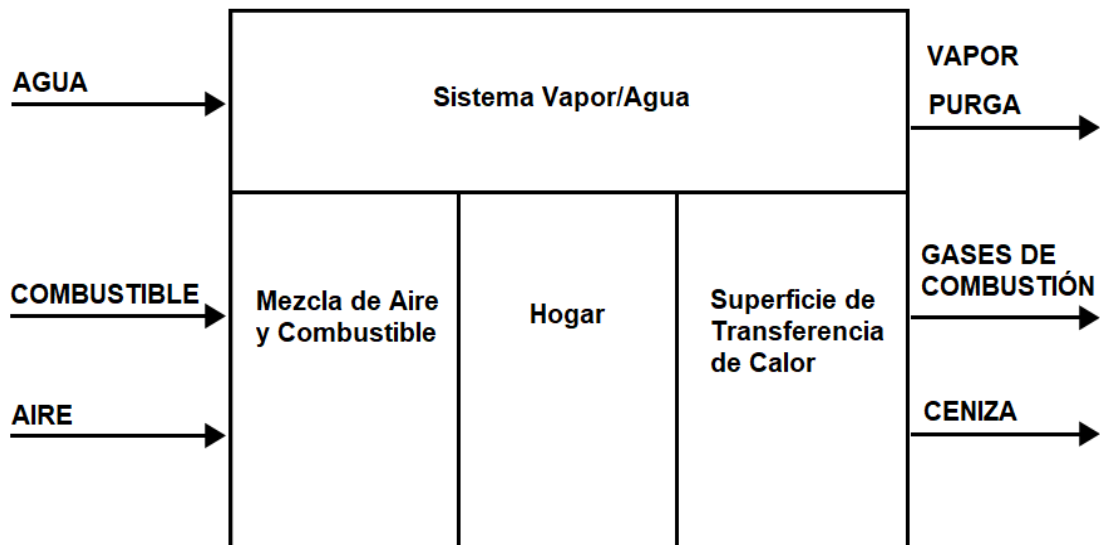 AGUA
Sistema Vapor/Agua
VAPOR
PURGA
COMBUSTIBLE
AIRE
Mezcla de Aire
y Combustible
Hogar
Superficie de
Transferencia
de Calor
GASES DE
COMBUSTIÓN
CENIZA